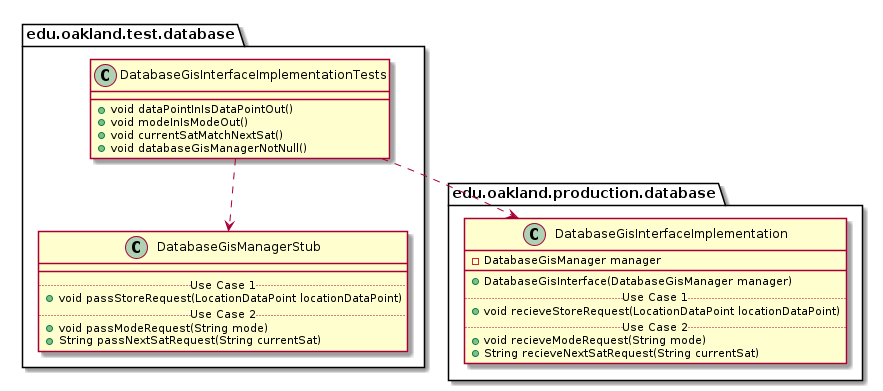 edu.oakland.test.database
C DatabaseGisInterfaceImplementationTests
void dataPointInIsDataPointOut()
void modeInIsModeOut()
void currentSatMatchNextSat()
void databaseGisManagerNotNull()
edu.oakland.production.database
C DatabaseGisManagerStub
Use Case 1
void passStoreRequest(LocationDataPoint locationDataPoint)
Use Case 2
void passModeRequest(String mode)
String passNextSatRequest(String currentSat)
C DatabaseGisInterfaceImplementation
DatabaseGisManager manager
DatabaseGisInterface(DatabaseGisManager manager)
Use Case 1
void recieveStoreRequest(LocationDataPoint locationDataPoint)
Use Case 2
void recieveModeRequest(String mode)
String recieveNextSatRequest(String currentSat)